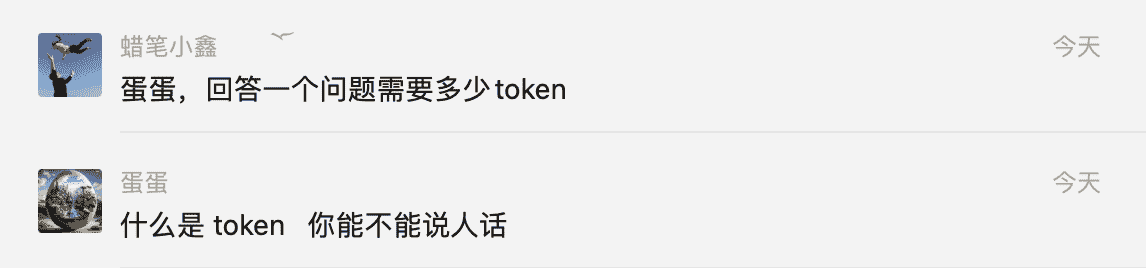 蜡笔小鑫
今天
蛋蛋，回答一个问题需要多少token
蛋蛋
今天
什么是 token 你能不能说人话